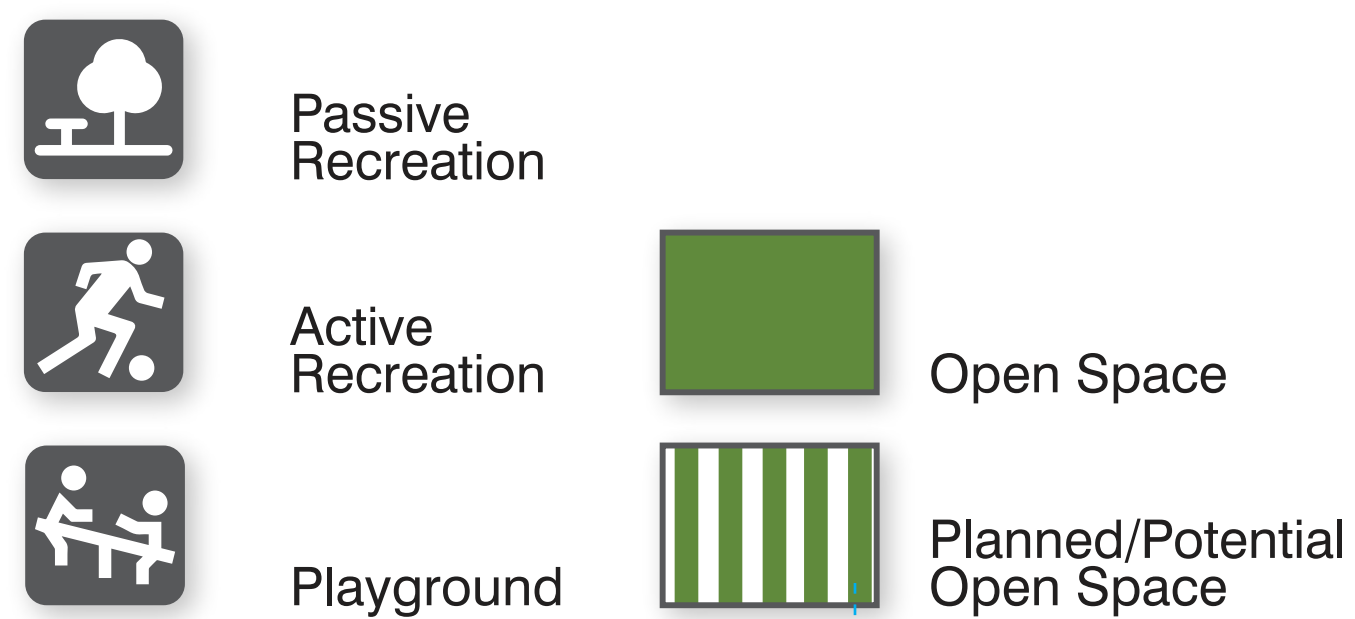 Passive
Recreation
Active
Recreation
Open Space
Playground
Planned/Potential
Open Space